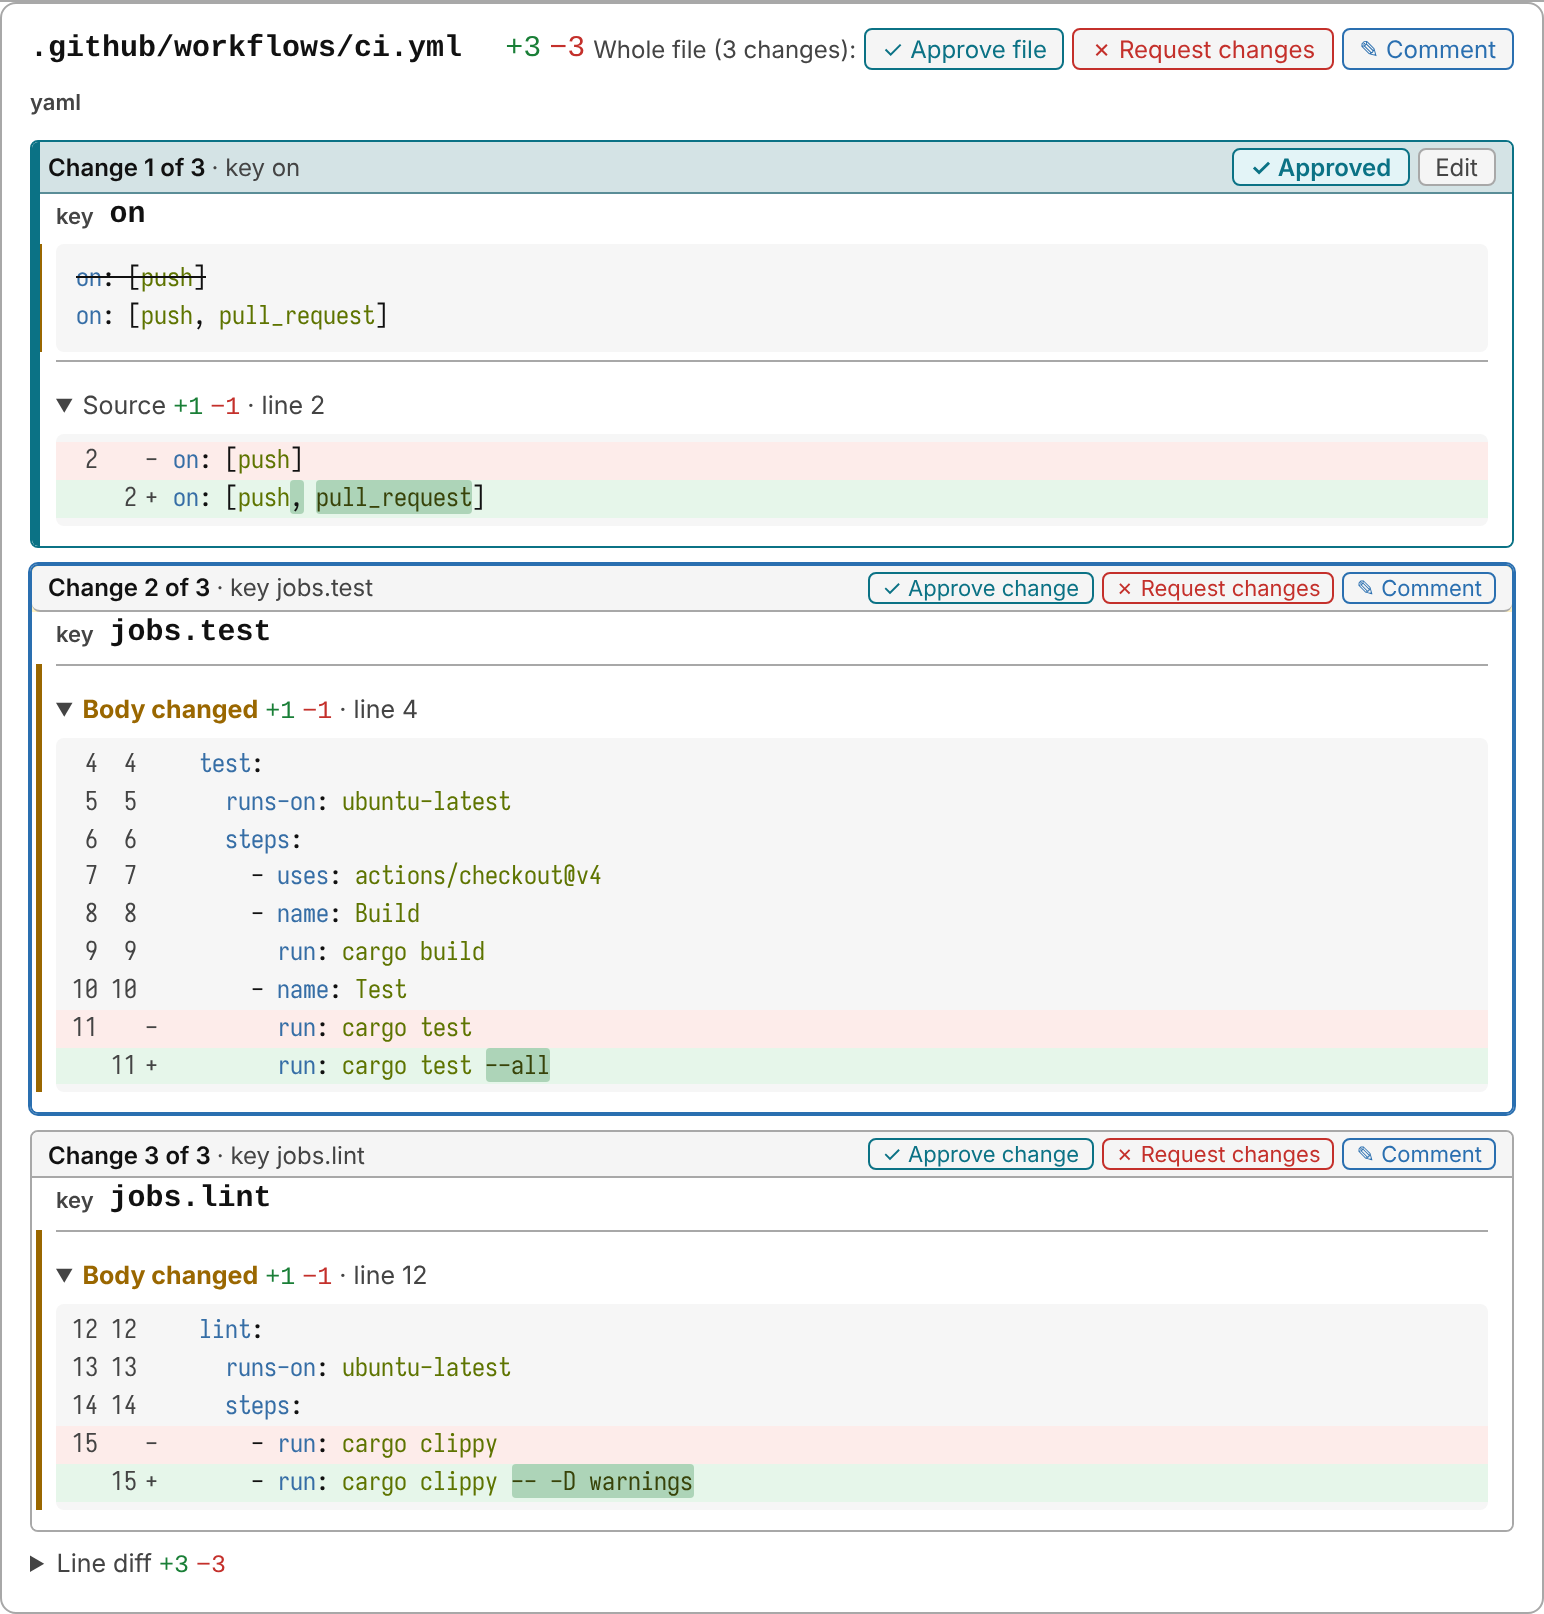 .github/workflows/ci.yml +3 −3 Whole file (3 changes): ✓ Approve file × Request changes ✎ Comment
yaml
Change 1 of 3 · key on ✓ Approved Edit
key on
on: [push]
on: [push, pull_request]
▼ Source +1 −1 · line 2
2 - on: [push]
2 + on: [push, pull_request]
Change 2 of 3 · key jobs.test ✓ Approve change × Request changes ✎ Comment
key jobs.test
▼ Body changed +1 −1 · line 4
4 4 test:
5 5 runs-on: ubuntu-latest
6 6 steps:
7 7 - uses: actions/checkout@v4
8 8 - name: Build
9 9 run: cargo build
10 10 - name: Test
11 - run: cargo test
11 + run: cargo test --all
Change 3 of 3 · key jobs.lint ✓ Approve change × Request changes ✎ Comment
key jobs.lint
▼ Body changed +1 −1 · line 12
12 12 lint:
13 13 runs-on: ubuntu-latest
14 14 steps:
15 - - run: cargo clippy
15 + - run: cargo clippy -- -D warnings
▶ Line diff +3 −3